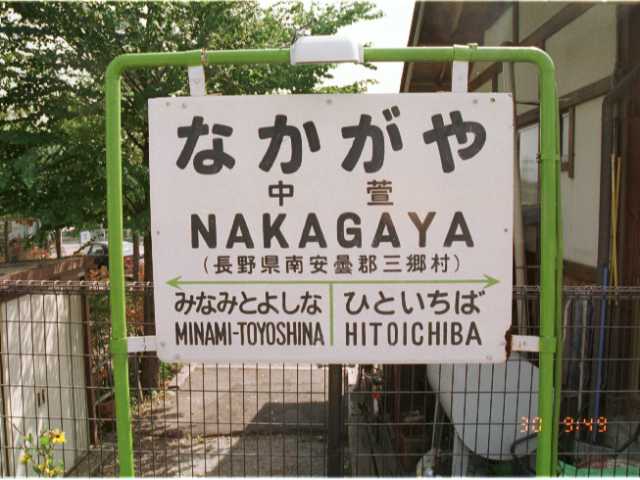 なかがや
中萱
NAKAGAYA
(長野県南安曇郡三郷村)
みなみとよしな
MINAMI-TOYOSHINA
ひといちば
HITOICHIBA
30 9:49